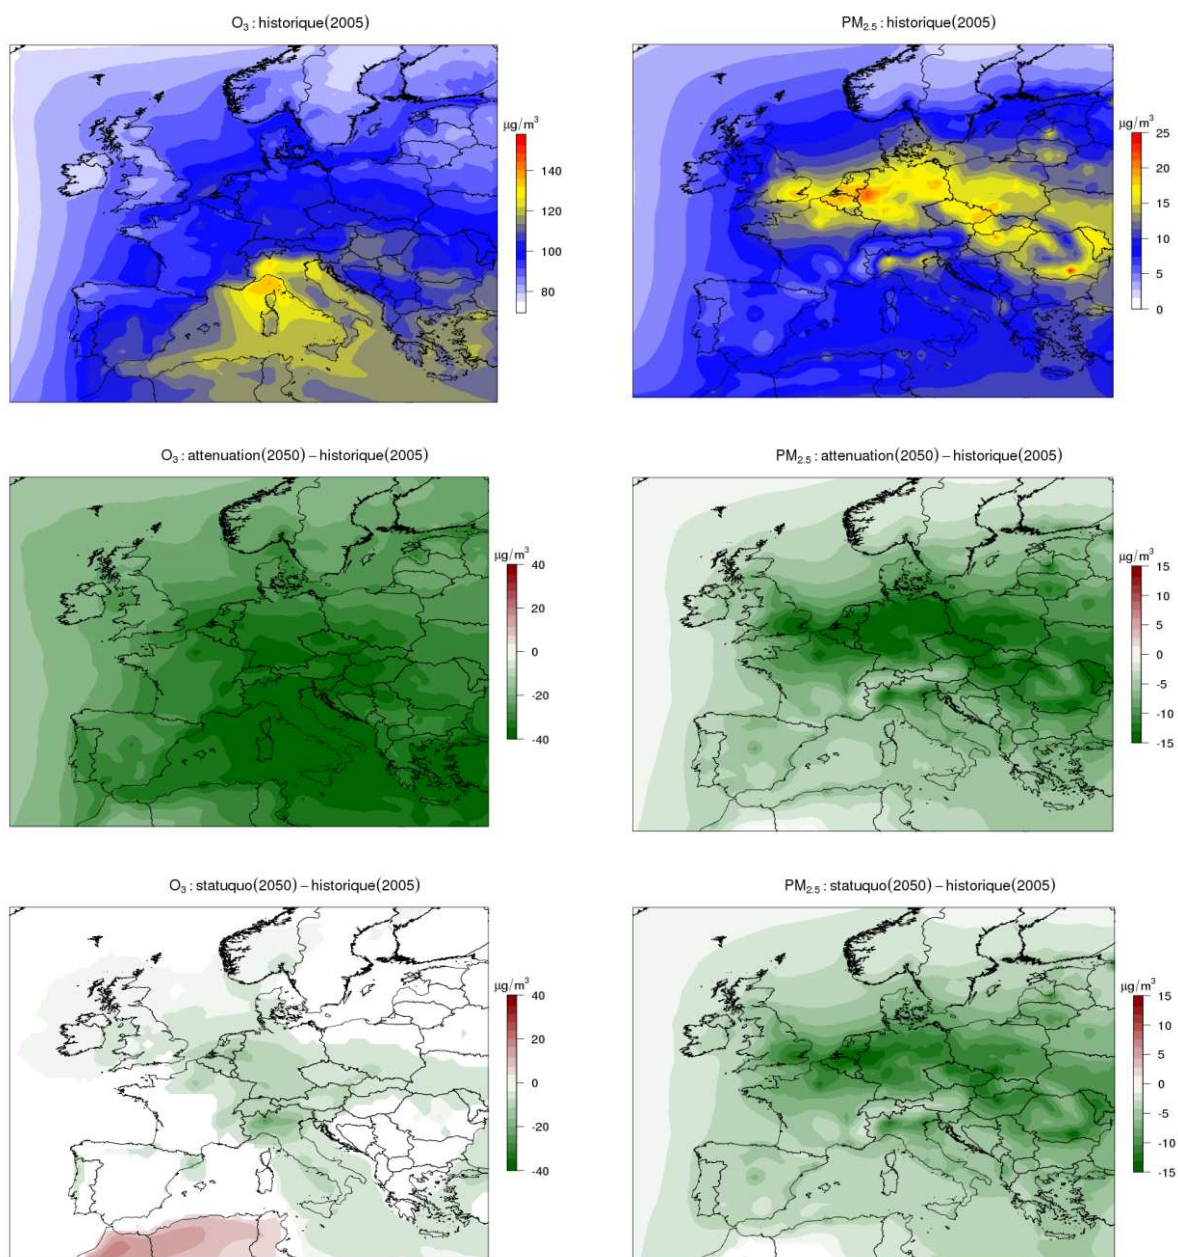 O₃ : historique(2005)
µg/m³
140
120
100
80
PM₂.₅ : historique(2005)
µg/m³
25
20
15
10
5
0
O₃ : attenuation(2050) – historique(2005)
µg/m³
40
20
0
-20
-40
PM₂.₅ : attenuation(2050) – historique(2005)
µg/m³
15
10
5
0
-5
-10
-15
O₃ : statuquo(2050) – historique(2005)
µg/m³
40
20
0
-20
-40
PM₂.₅ : statuquo(2050) – historique(2005)
µg/m³
15
10
5
0
-5
-10
-15